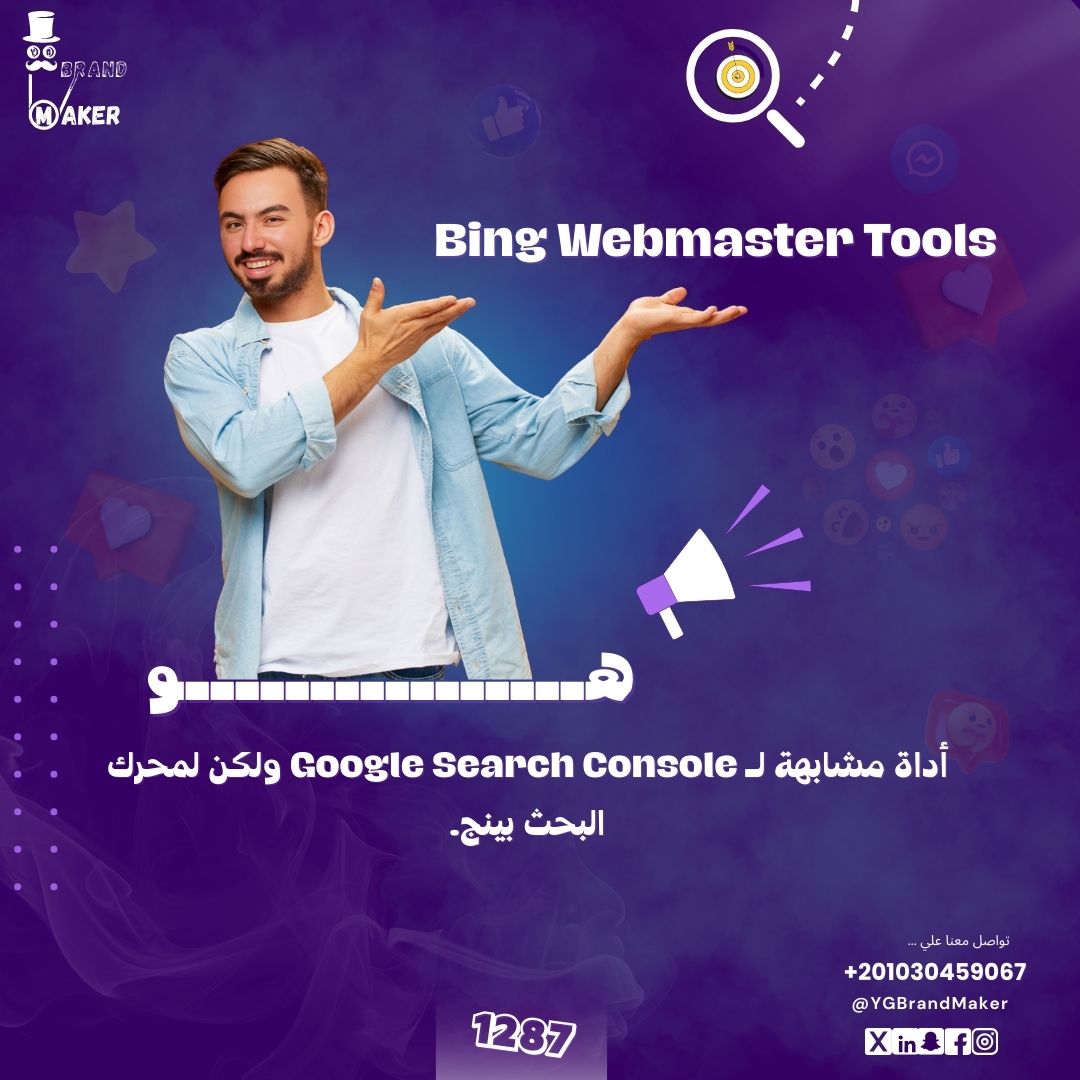 BRAND
MAKER
Bing Webmaster Tools
هـــــــــــــــــو
أداة مشابهة لـ Google Search Console ولكن لمحرك
البحث بينج.
تواصل معنا علي ...
+201030459067
@YGBrandMaker
1287